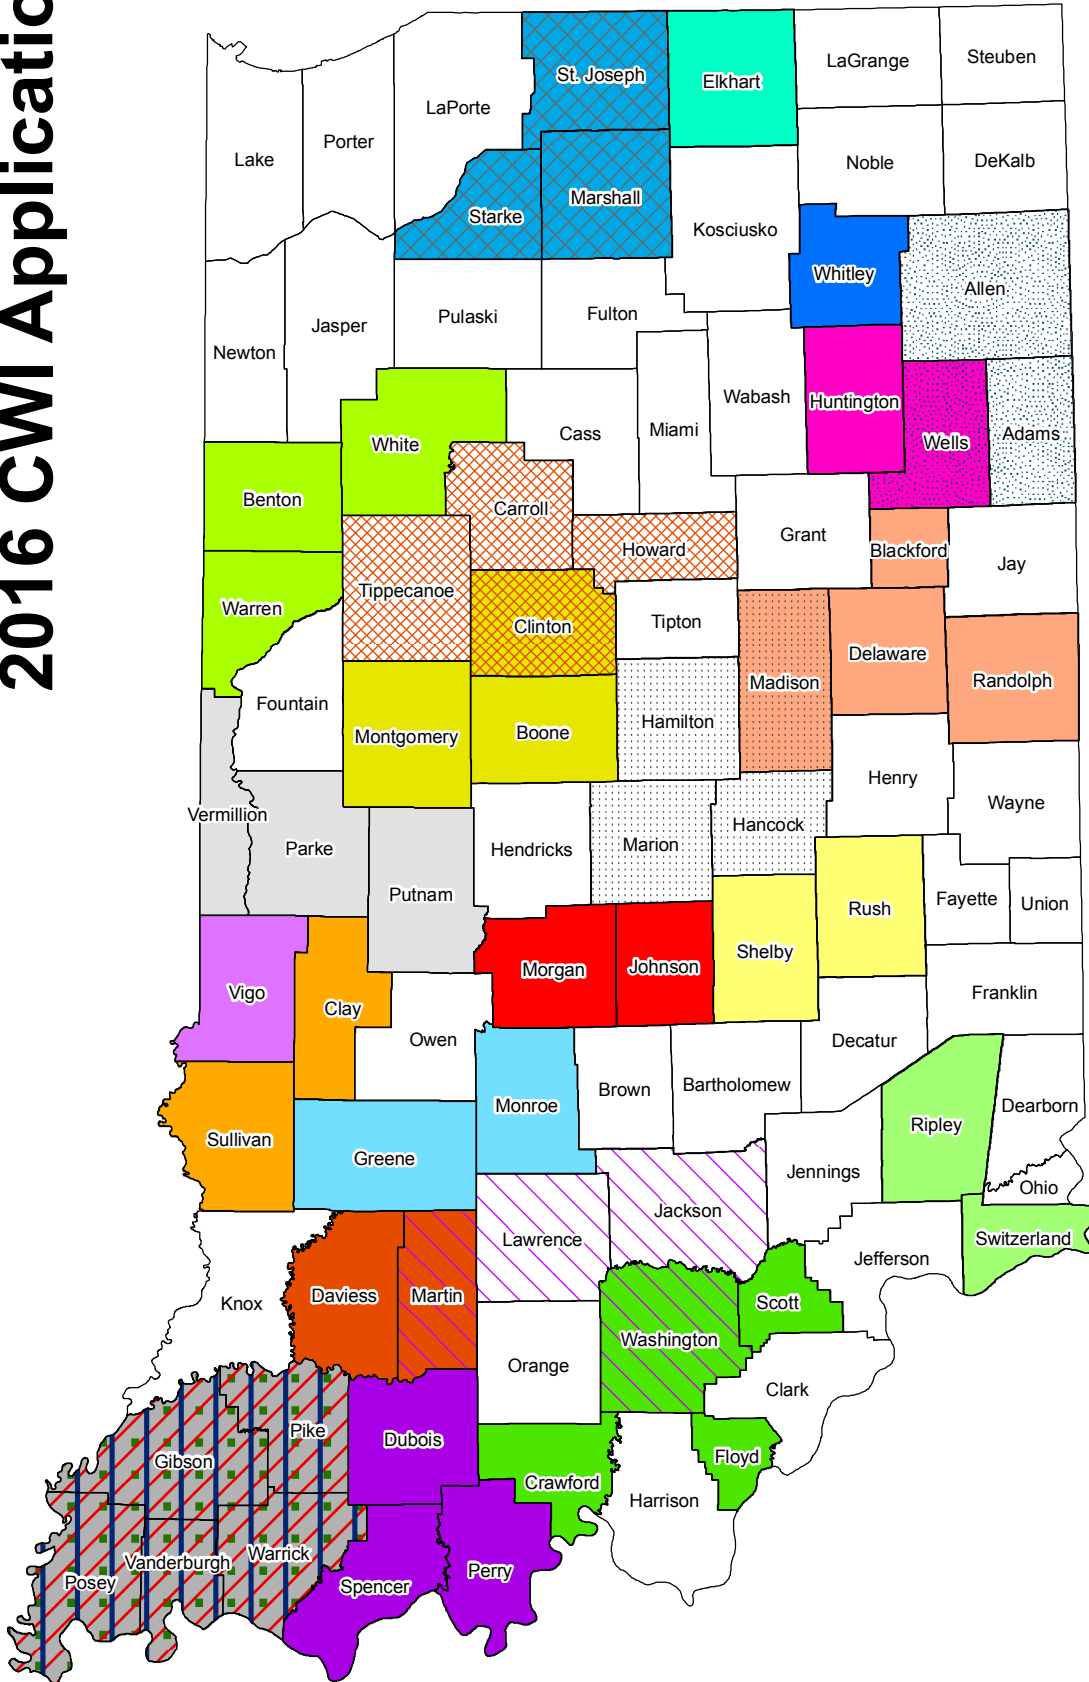 2016 CWI Applicatio
St. Joseph
Elkhart
LaGrange
Steuben
LaPorte
Porter
Lake
Noble
DeKalb
Starke
Marshall
Kosciusko
Whitley
Allen
Newton
Jasper
Pulaski
Fulton
White
Cass
Miami
Wabash
Huntington
Wells
Adams
Benton
Carroll
Howard
Grant
Blackford
Jay
Warren
Tippecanoe
Clinton
Tipton
Madison
Delaware
Randolph
Fountain
Montgomery
Boone
Hamilton
Henry
Wayne
Vermillion
Parke
Putnam
Hendricks
Marion
Hancock
Rush
Fayette
Union
Vigo
Clay
Owen
Morgan
Johnson
Shelby
Franklin
Decatur
Sullivan
Greene
Monroe
Brown
Bartholomew
Ripley
Dearborn
Jennings
Ohio
Switzerland
Jefferson
Knox
Daviess
Martin
Lawrence
Jackson
Scott
Washington
Orange
Clark
Gibson
Pike
Dubois
Crawford
Floyd
Harrison
Posey
Vanderburgh
Warrick
Spencer
Perry